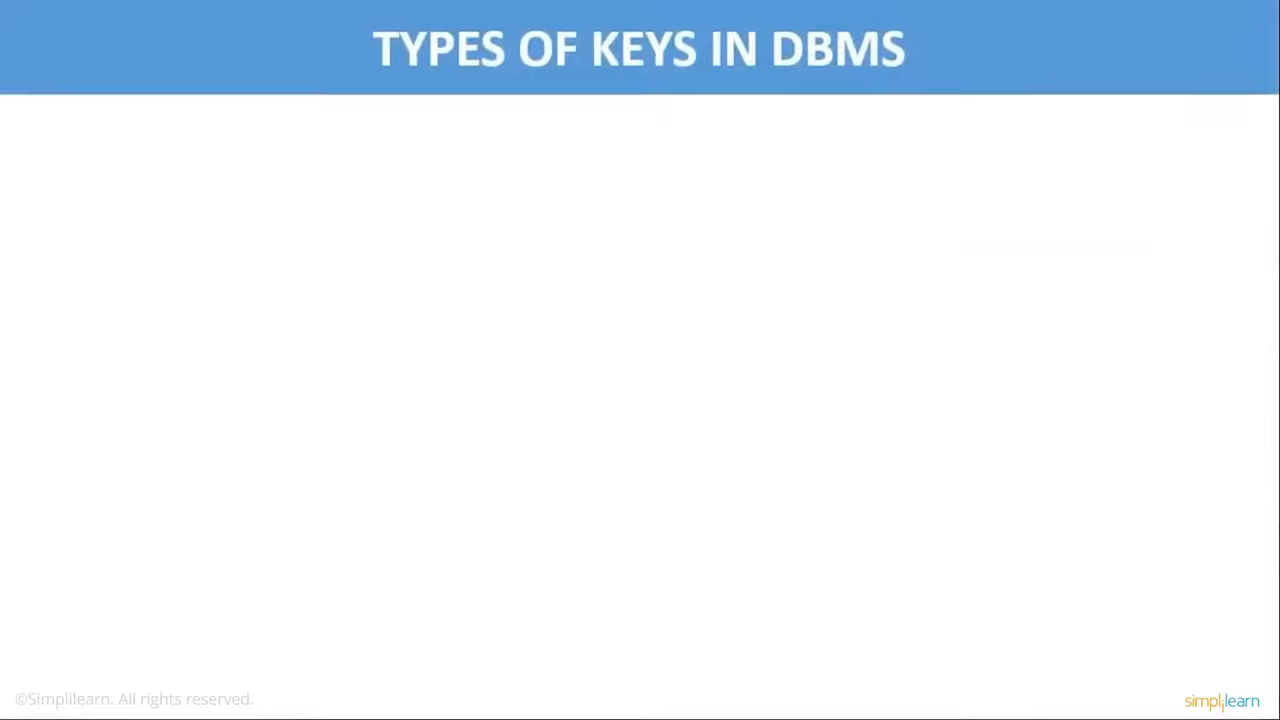 TYPES OF KEYS IN DBMS
©Simplilearn. All rights reserved.
simplilearn